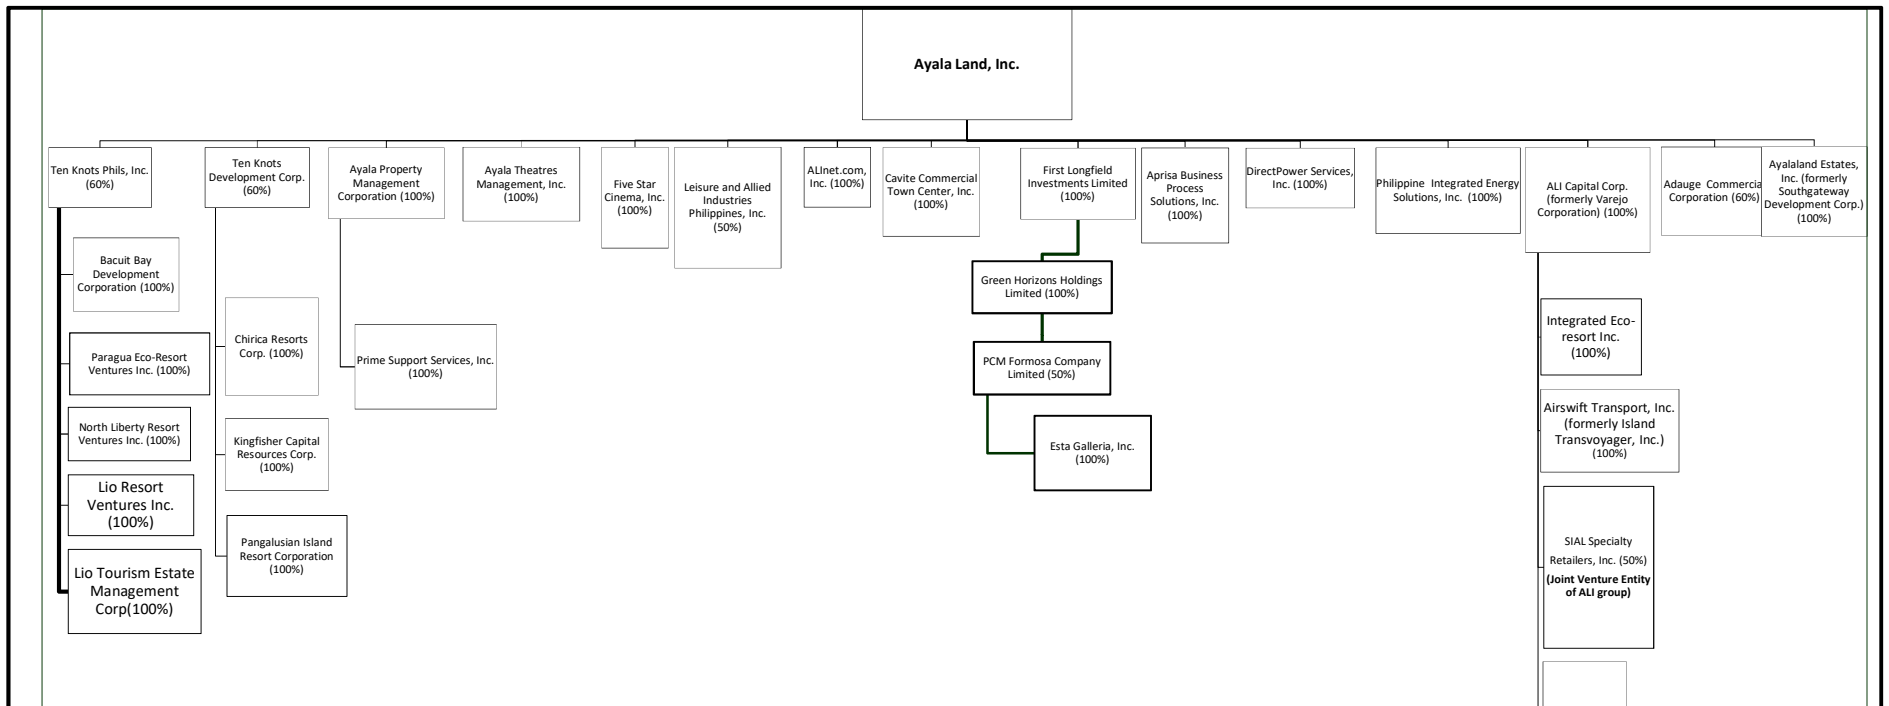 Ayala Land, Inc.
Ten Knots Phils, Inc.
(60%)
Ten Knots
Development Corp.
(60%)
Ayala Property
Management
Corporation (100%)
Ayala Theatres
Management, Inc.
(100%)
Five Star
Cinema, Inc.
(100%)
Leisure and Allied
Industries
Philippines, Inc.
(50%)
ALInet.com,
Inc. (100%)
Cavite Commercial
Town Center, Inc.
(100%)
First Longfield
Investments Limited
(100%)
Aprisa Business
Process
Solutions, Inc.
(100%)
DirectPower Services,
Inc. (100%)
Philippine Integrated Energy
Solutions, Inc. (100%)
ALI Capital Corp.
(formerly Varejo
Corporation) (100%)
Adauge Commercia
Corporation (60%)
Ayalaland Estates,
Inc. (formerly
Southgateway
Development Corp.)
(100%)
Bacuit Bay
Development
Corporation (100%)
Paragua Eco-Resort
Ventures Inc. (100%)
North Liberty Resort
Ventures Inc. (100%)
Lio Resort
Ventures Inc.
(100%)
Lio Tourism Estate
Management
Corp(100%)
Chirica Resorts
Corp. (100%)
Kingfisher Capital
Resources Corp.
(100%)
Pangalusian Island
Resort Corporation
(100%)
Prime Support Services, Inc.
(100%)
Green Horizons Holdings
Limited (100%)
PCM Formosa Company
Limited (50%)
Esta Galleria, Inc.
(100%)
Integrated Eco-
resort Inc.
(100%)
Airswift Transport, Inc.
(formerly Island
Transvoyager, Inc.)
(100%)
SIAL Specialty
Retailers, Inc. (50%)
(Joint Venture Entity
of ALI group)